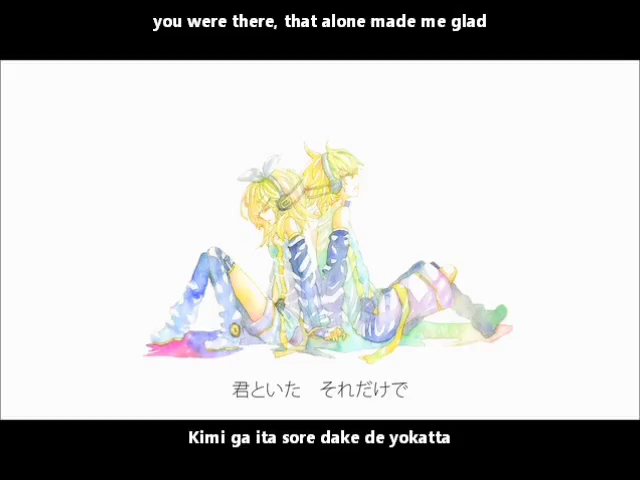 you were there, that alone made me glad
君といた　それだけで
Kimi ga ita sore dake de yokatta